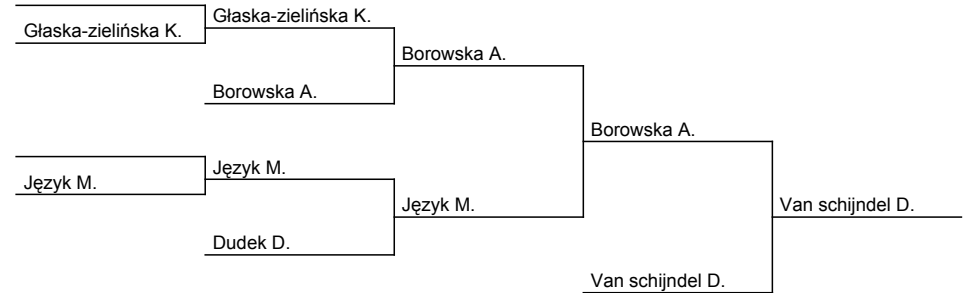 Głaska-zielińska K.
Głaska-zielińska K.
Borowska A.
Borowska A.
Borowska A.
Język M.
Język M.
Język M.
Van schijndel D.
Dudek D.
Van schijndel D.